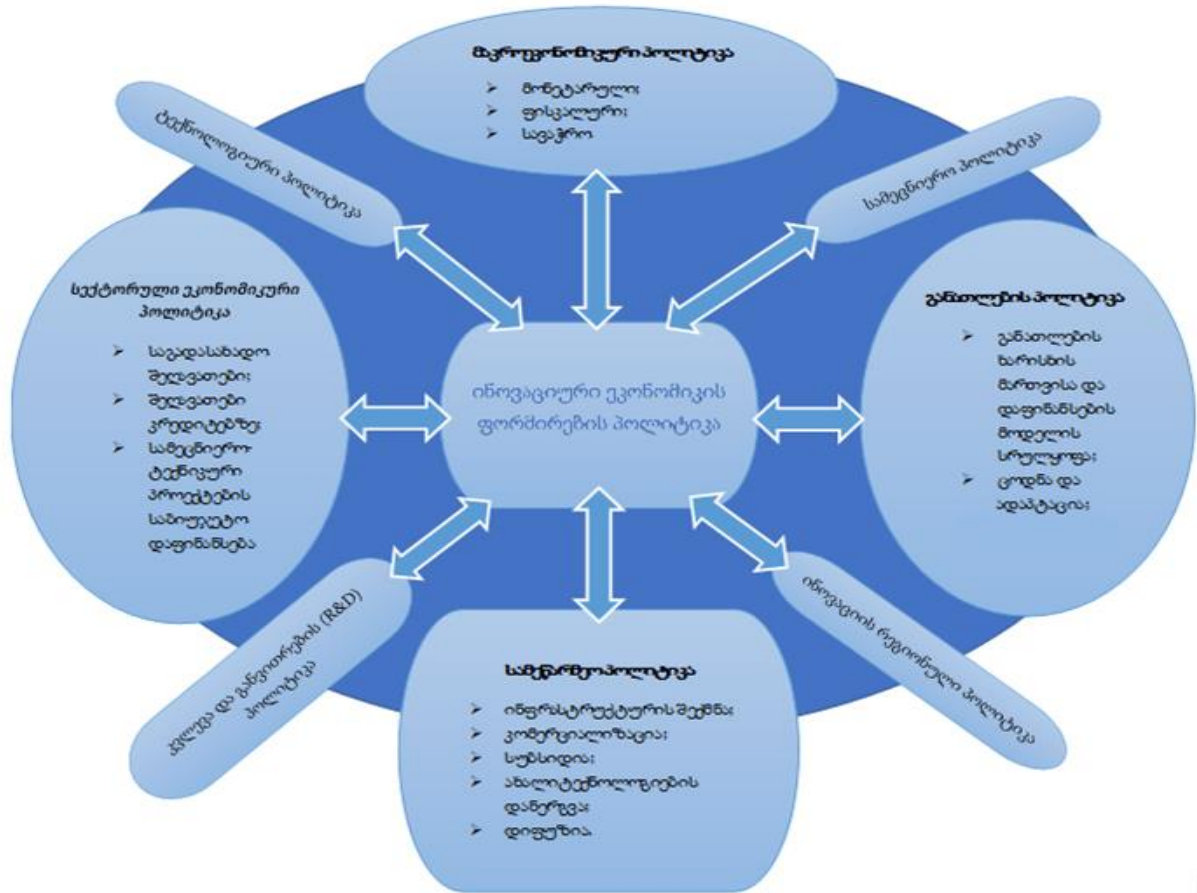 მაკროეკონომიკური პოლიტიკა
➢ მონეტარული;
➢ ფისკალური;
➢ სავაჭრო
ტექნოლოგიური პოლიტიკა
სამეცნიერო პოლიტიკა
სექტორული ეკონომიკური
პოლიტიკა
➢ საგადასახადო
შეღავათები;
➢ შეღავათები
კრედიტებზე;
➢ სამეცნიერო-
ტექნიკური
პროექტების
საბიუჯეტო
დაფინანსება
ინოვაციური ეკონომიკის
ფორმირების პოლიტიკა
განათლების პოლიტიკა
➢ განათლების
ხარისხის
მართვისა და
დაფინანსების
მოდელის
სრულყოფა;
➢ ცოდნა და
ადაპტაცია;
კვლევა და განვითრების (R&D)
პოლიტიკა
სამეწარმეო პოლიტიკა
➢ ინფრასტრუქტურის შექმნა;
➢ კომერციალიზაცია;
➢ სუბსიდია;
➢ ახალი ტექნოლოგიების
დანერგვა;
➢ დიფუზია.
ინოვაციის რეგიონული პოლიტიკა